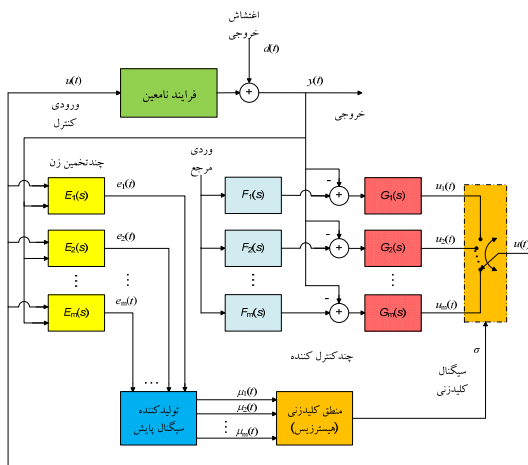 اغتشاش
خروجی
d(t)
u(t)
فرایند نامعین
+
y(t)
ورودی
کنترل
خروجی
چندتخمین زن
وردی
مرجع
E1(s)
e1(t)
F1(s)
-
+
G1(s)
u1(t)
E2(s)
e2(t)
F2(s)
-
+
G2(s)
u2(t)
u(t)
Em(s)
em(t)
Fm(s)
-
+
Gm(s)
um(t)
چندکنترل کننده
σ
سیگنال
کلیدزنی
تولیدکننده
سیگنال پایش
μ1(t)
μ2(t)
μm(t)
منطق کلیدزنی
(هیسترزیس)